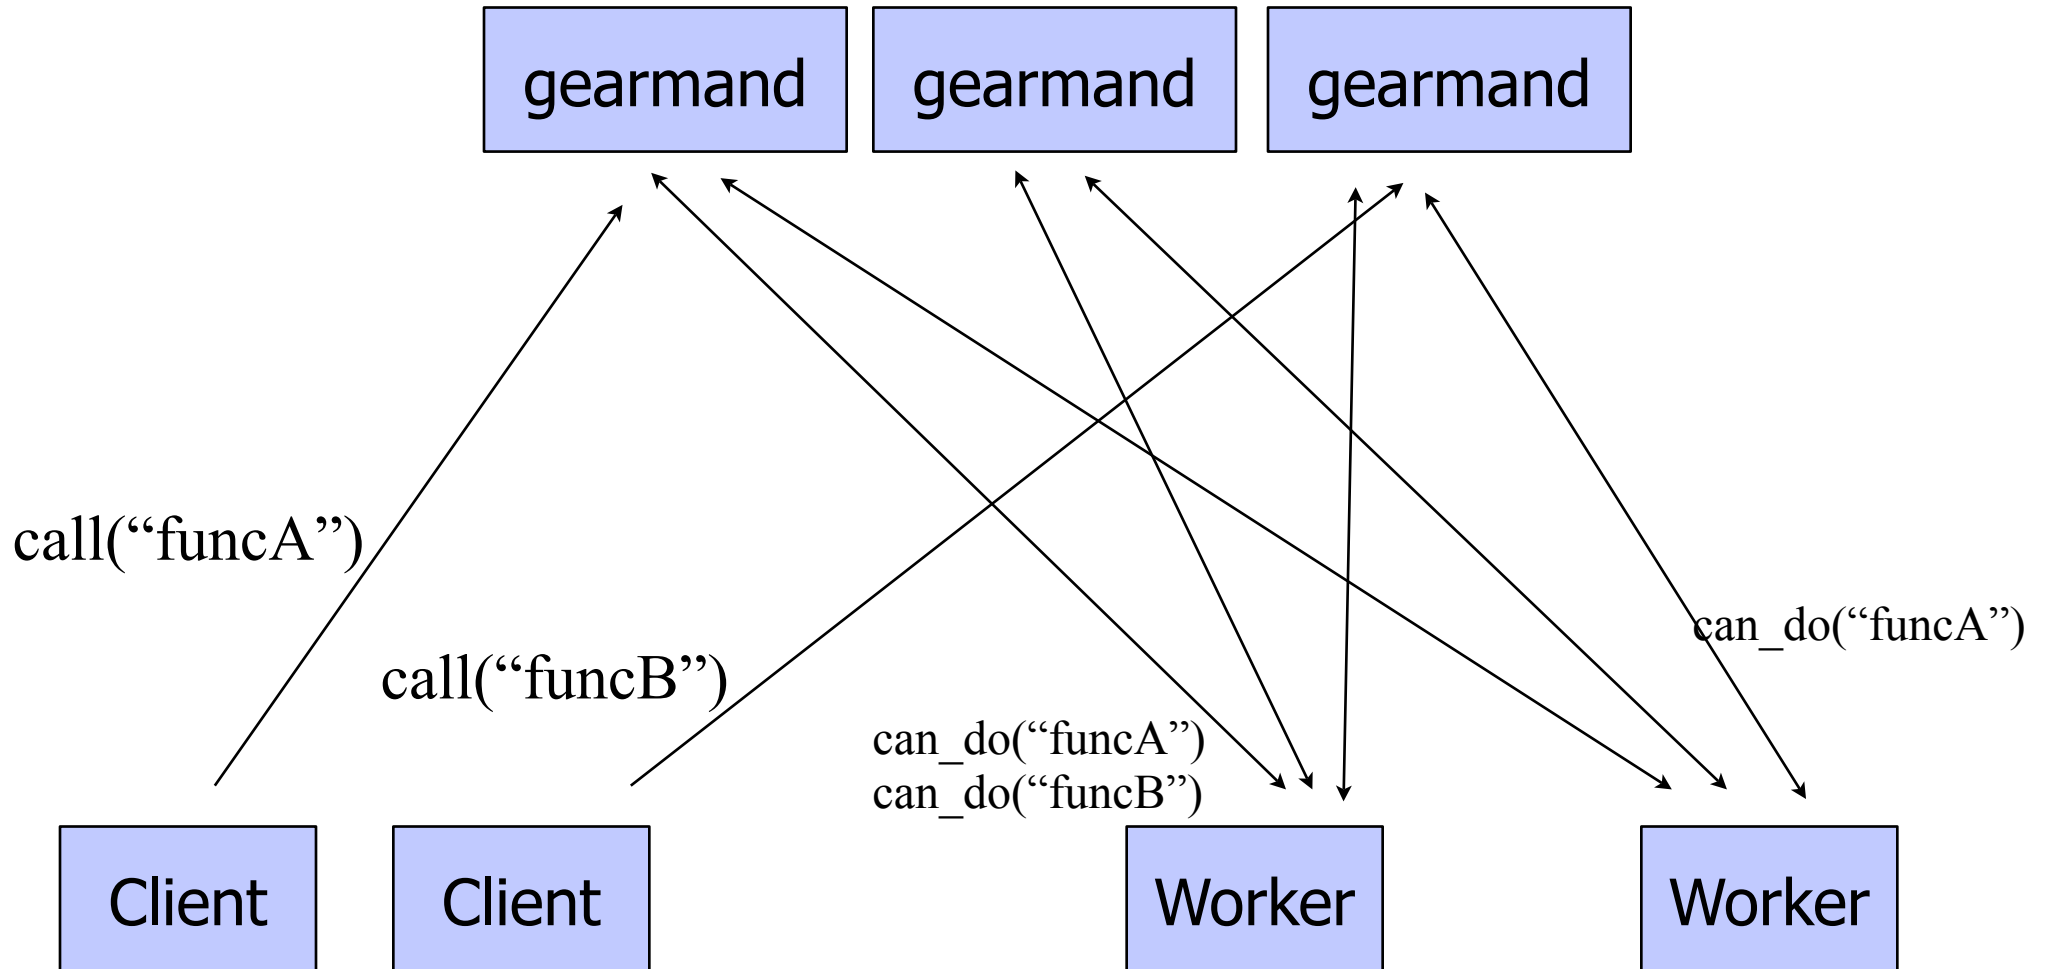 gearmand gearmand gearmand
call(“funcA”)
can_do(“funcA”)
call(“funcB”)
can_do(“funcA”)
can_do(“funcB”)
Client Client Worker Worker